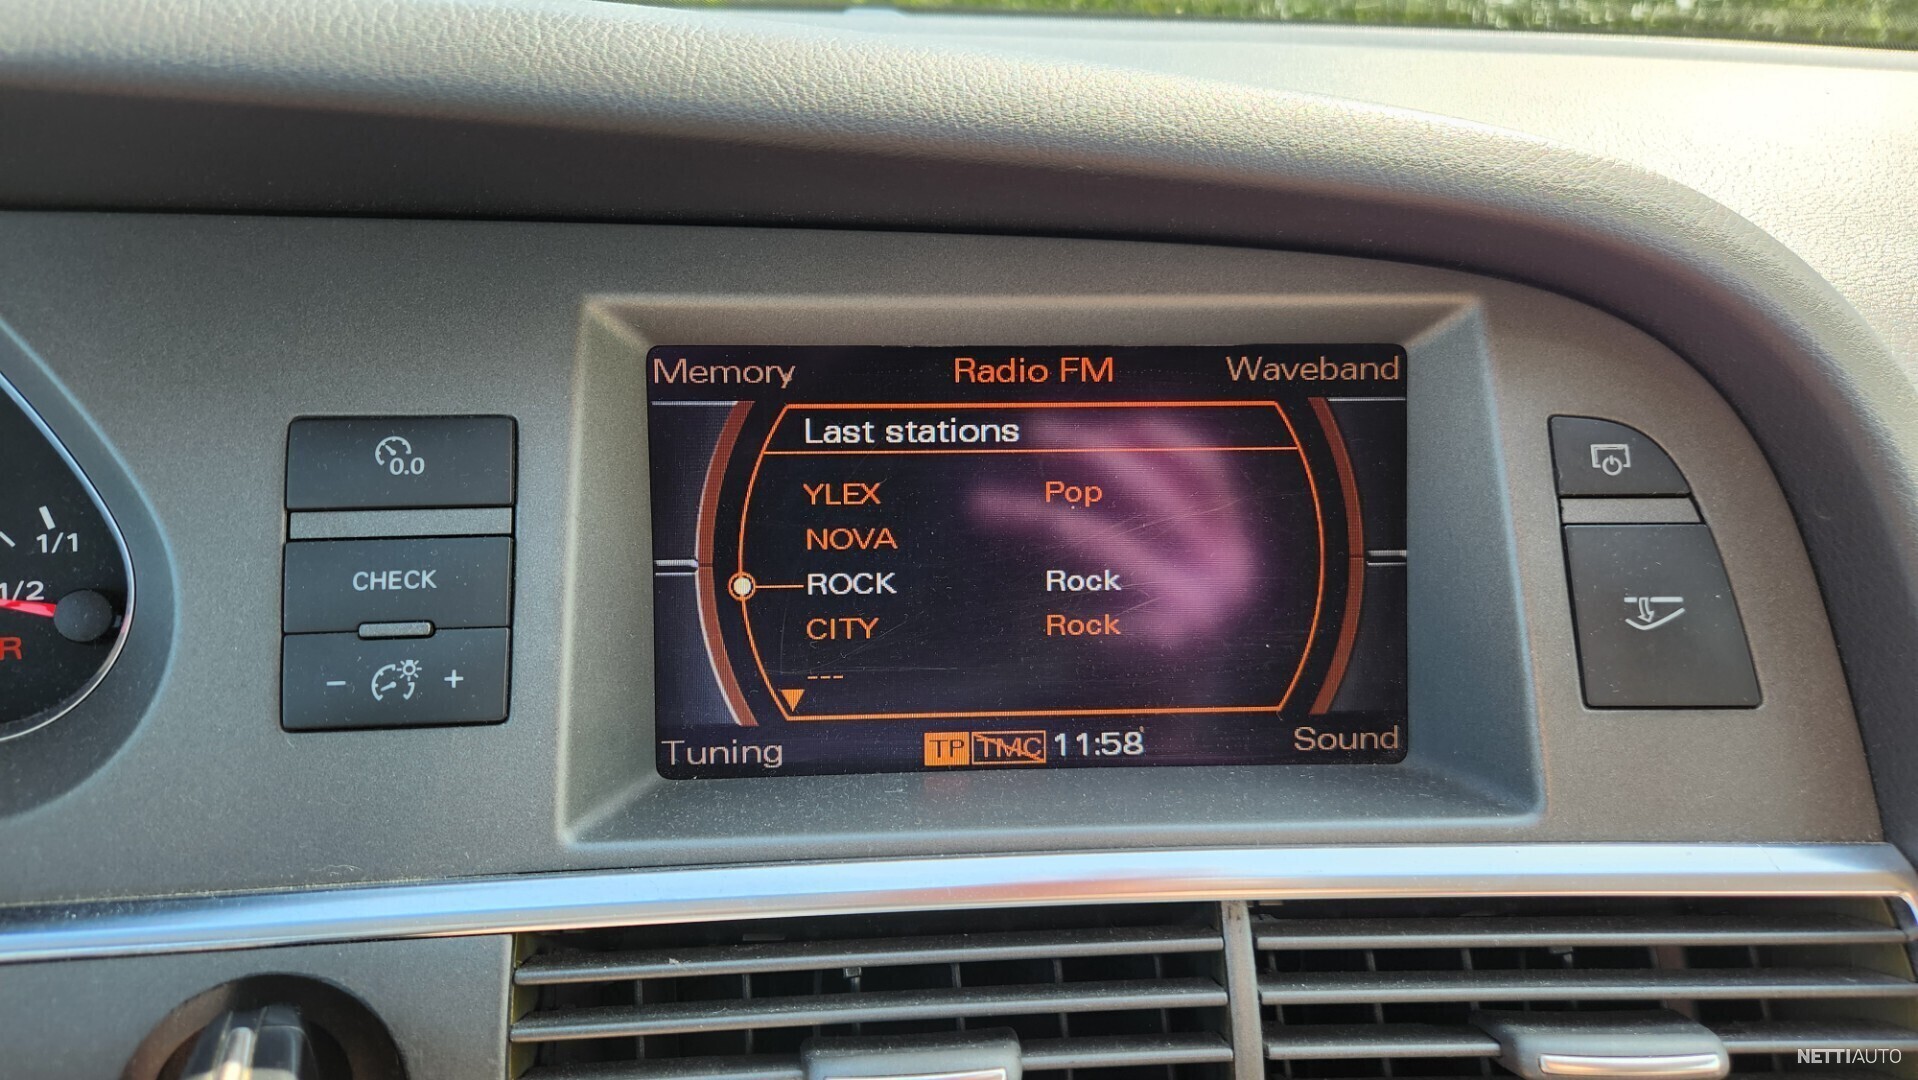 Memory Radio FM Waveband
Last stations
YLEX Pop
NOVA
ROCK Rock
CITY Rock
---
Tuning TP TMC 11:58 Sound
0.0
CHECK
- +
1/1
1/2
R
NETTIAUTO